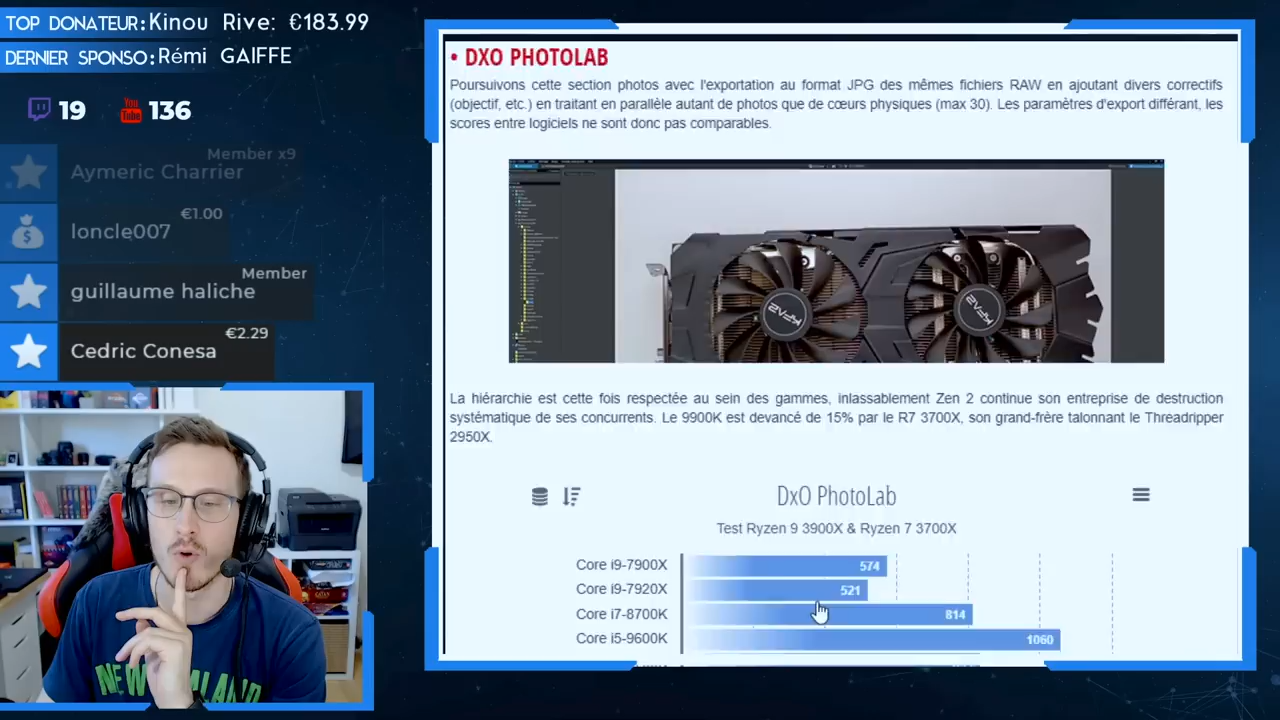 TOP DONATEUR: Kinou Rive: €183.99
DERNIER SPONSO: Rémi GAIFFE
19
You Tube 136
Member x9
Aymeric Charrier
€1.00
loncle007
Member
guillaume haliche
€2.29
Cedric Conesa
• DXO PHOTOLAB
Poursuivons cette section photos avec l'exportation au format JPG des mêmes fichiers RAW en ajoutant divers correctifs
(objectif, etc.) en traitant en parallèle autant de photos que de cœurs physiques (max 30). Les paramètres d'export différant, les
scores entre logiciels ne sont donc pas comparables.
KFA2
KFA2
La hiérarchie est cette fois respectée au sein des gammes, inlassablement Zen 2 continue son entreprise de destruction
systématique de ses concurrents. Le 9900K est devancé de 15% par le R7 3700X, son grand-frère talonnant le Threadripper
2950X.
DxO PhotoLab
Test Ryzen 9 3900X & Ryzen 7 3700X
Core i9-7900X 574
Core i9-7920X 521
Core i7-8700K 814
Core i5-9600K 1060